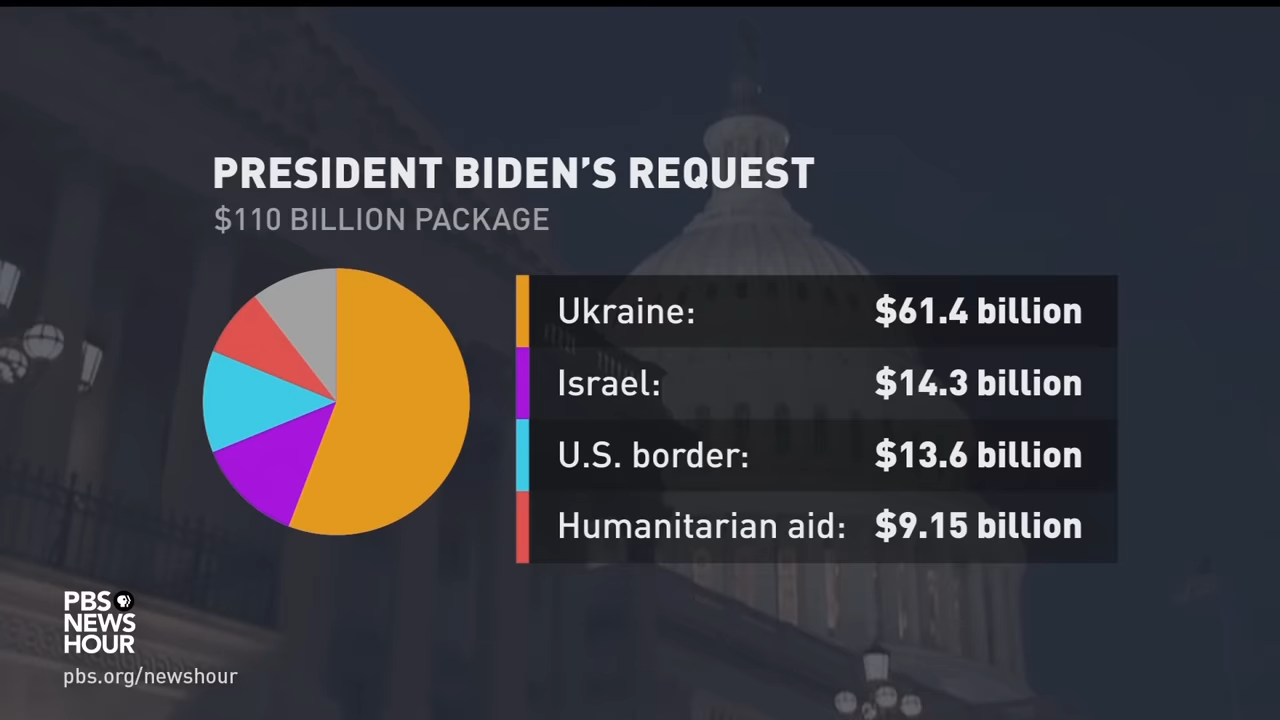 PRESIDENT BIDEN'S REQUEST
$110 BILLION PACKAGE
Ukraine: $61.4 billion
Israel: $14.3 billion
U.S. border: $13.6 billion
Humanitarian aid: $9.15 billion
PBS
NEWS
HOUR
pbs.org/newshour